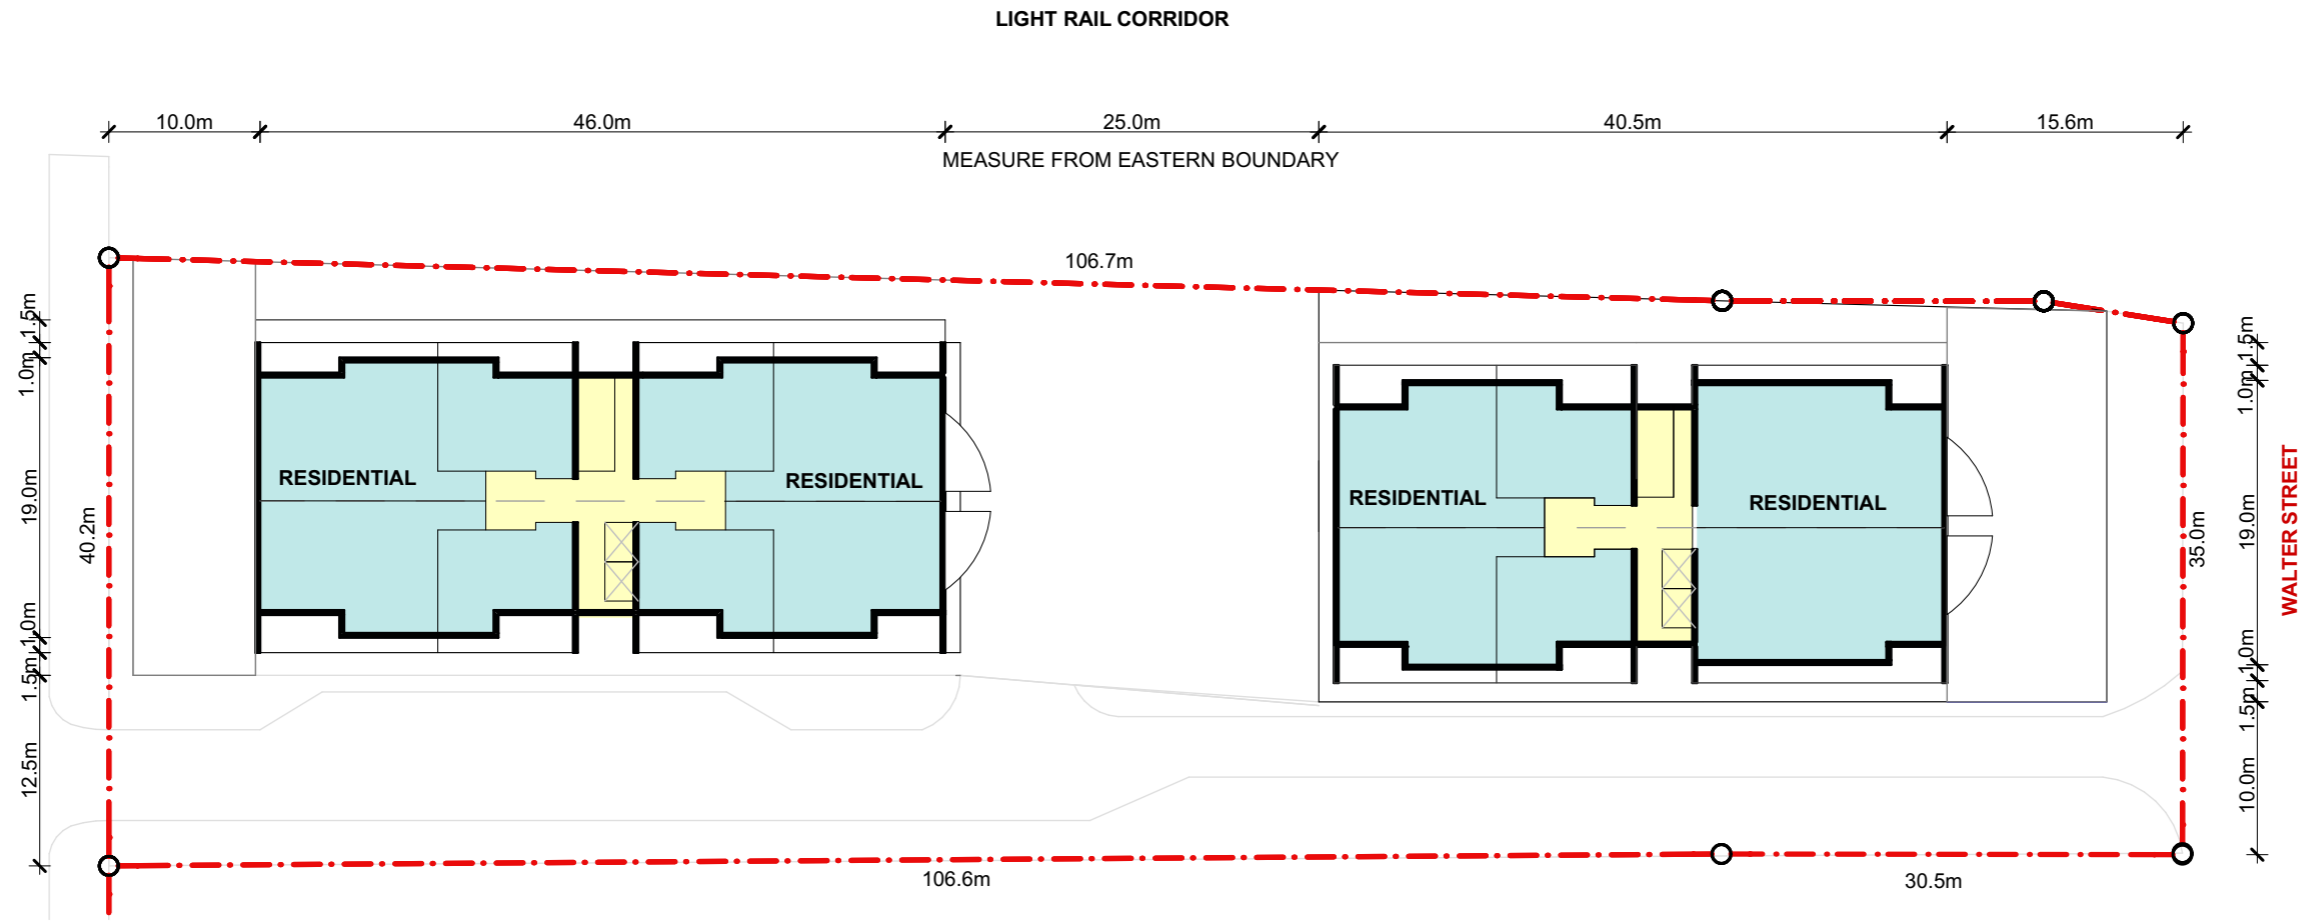 LIGHT RAIL CORRIDOR
10.0m 46.0m 25.0m 40.5m 15.6m
MEASURE FROM EASTERN BOUNDARY
106.7m
1.5m
1.0m
19.0m
40.2m
1.0m
1.5m
12.5m
RESIDENTIAL RESIDENTIAL
RESIDENTIAL RESIDENTIAL
1.5m
1.0m
19.0m
35.0m
WALTER STREET
1.0m
1.5m
10.0m
106.6m 30.5m